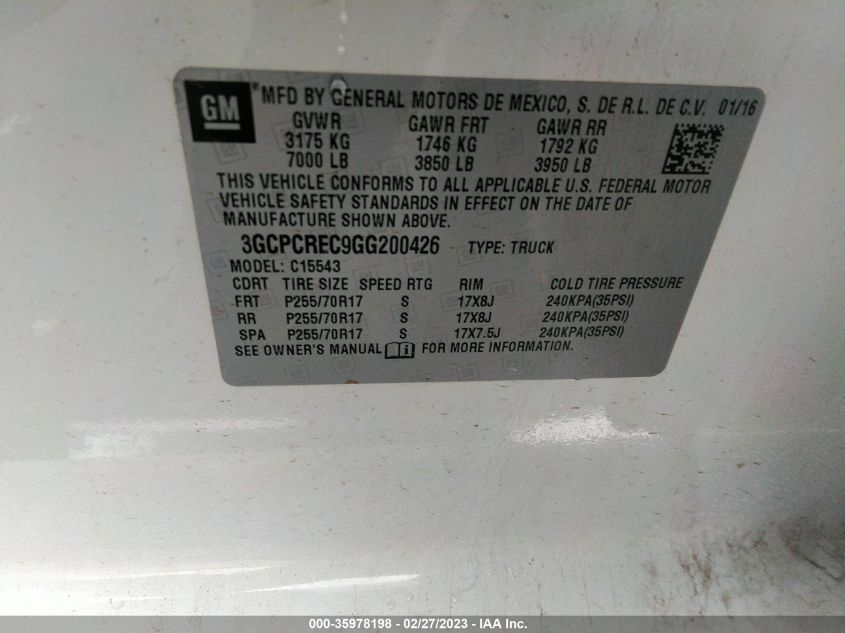 GM ®MFD BY GENERAL MOTORS DE MEXICO, S. DE R.L. DE C.V. 01/16
GVWR GAWR FRT GAWR RR
3175 KG 1746 KG 1792 KG
7000 LB 3850 LB 3950 LB
THIS VEHICLE CONFORMS TO ALL APPLICABLE U.S. FEDERAL MOTOR
VEHICLE SAFETY STANDARDS IN EFFECT ON THE DATE OF
MANUFACTURE SHOWN ABOVE.
3GCPCREC9GG200426 TYPE: TRUCK
MODEL: C15543
CDRT TIRE SIZE SPEED RTG RIM COLD TIRE PRESSURE
FRT P255/70R17 S 17X8J 240KPA(35PSI)
RR P255/70R17 S 17X8J 240KPA(35PSI)
SPA P255/70R17 S 17X7.5J 240KPA(35PSI)
SEE OWNER'S MANUAL FOR MORE INFORMATION.
000-35978198 - 02/27/2023 - IAA Inc.